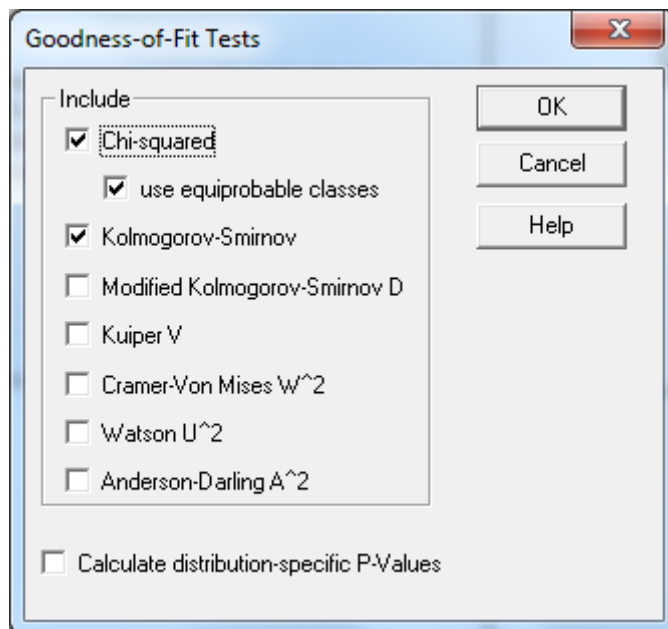 Goodness-of-Fit Tests
Include
Chi-squared
use equiprobable classes
Kolmogorov-Smirnov
Modified Kolmogorov-Smirnov D
Kuiper V
Cramer-Von Mises W^2
Watson U^2
Anderson-Darling A^2
Calculate distribution-specific P-Values
OK
Cancel
Help